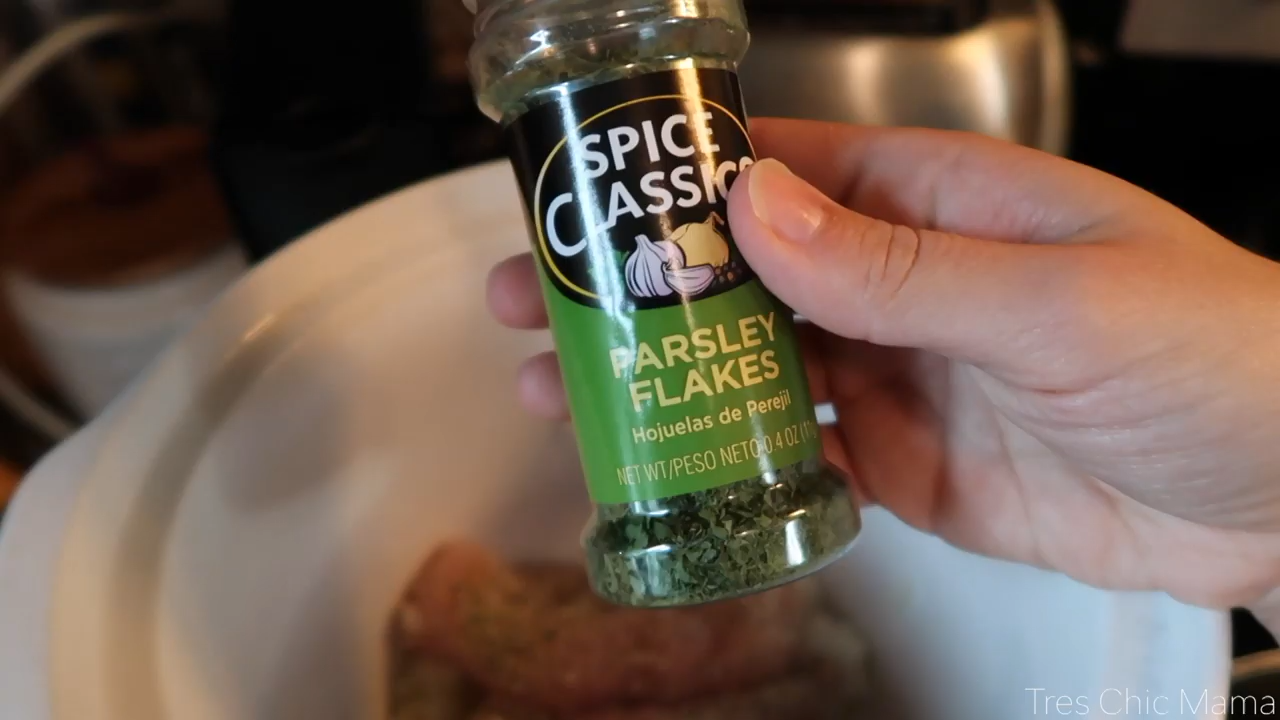 SPICE
CLASSICS
PARSLEY
FLAKES
Hojuelas de Perejil
NET WT/PESO NETO 0.4 OZ
Tres Chic Mama